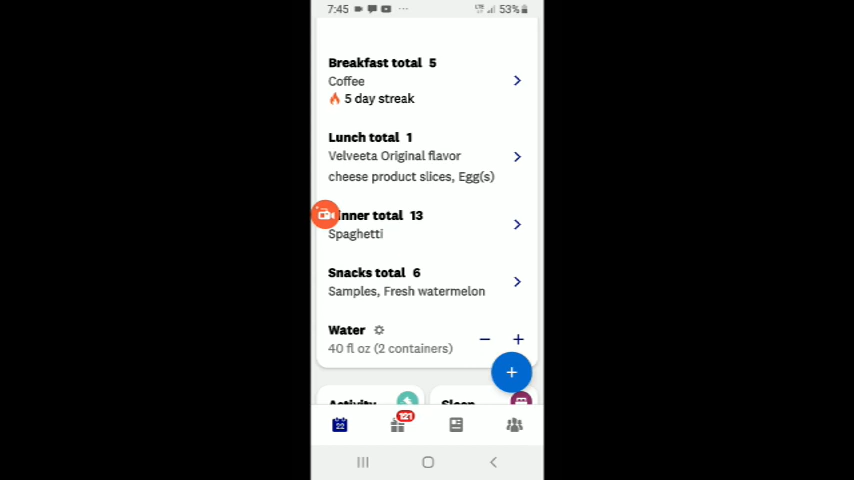 7:45 53%
Breakfast total 5
Coffee
5 day streak
Lunch total 1
Velveeta Original flavor
cheese product slices, Egg(s)
inner total 13
Spaghetti
Snacks total 6
Samples, Fresh watermelon
Water
40 fl oz (2 containers)
Activity Sleep
22 121